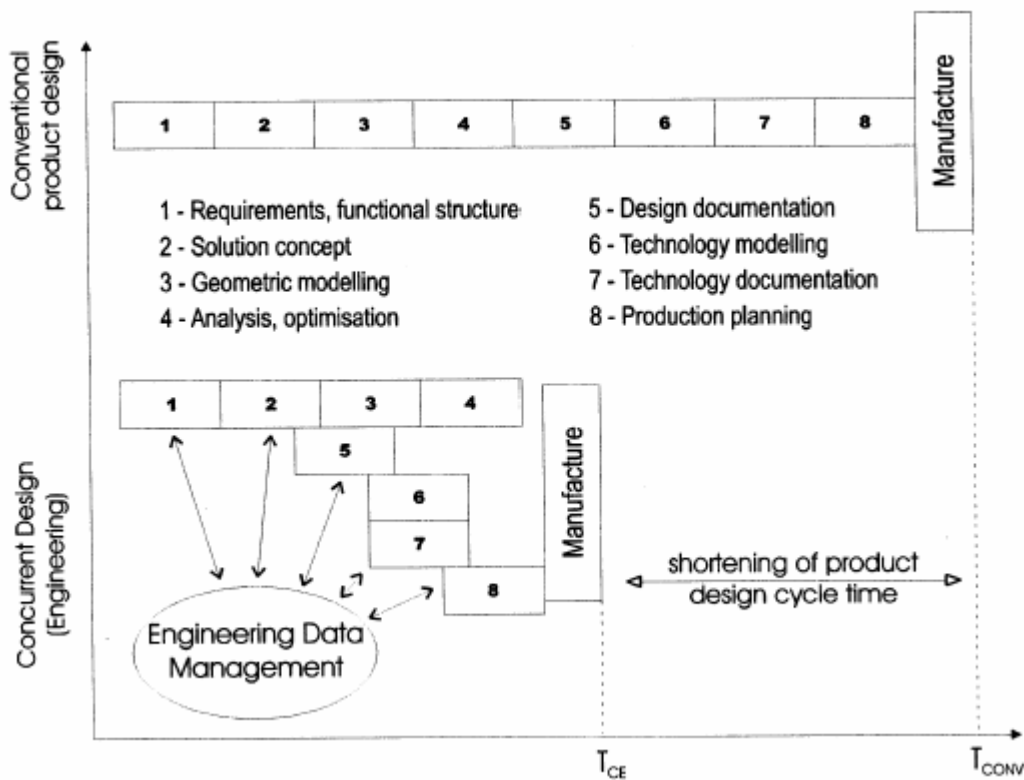 Conventional
product design
1
2
3
4
5
6
7
8
Manufacture
1 - Requirements, functional structure
2 - Solution concept
3 - Geometric modelling
4 - Analysis, optimisation
5 - Design documentation
6 - Technology modelling
7 - Technology documentation
8 - Production planning
Concurrent Design
(Engineering)
1
2
3
4
5
6
7
8
Manufacture
Engineering Data
Management
shortening of product
design cycle time
TCE
TCONV